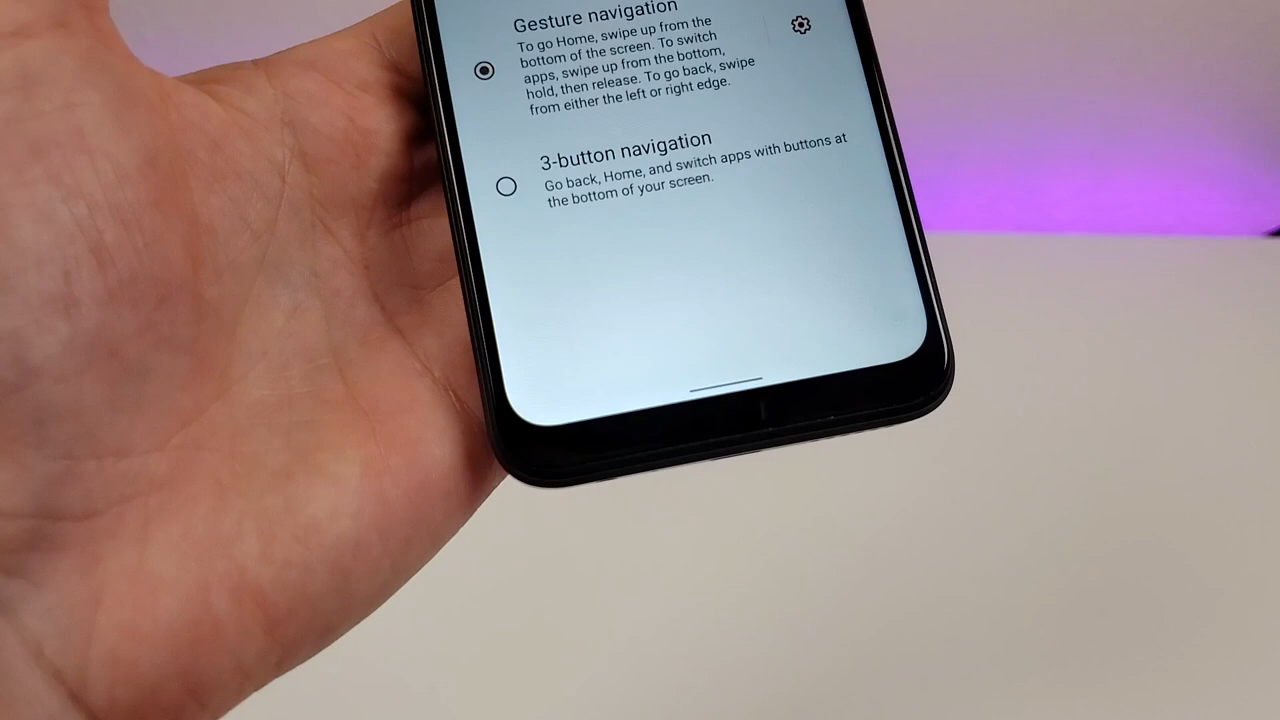 Gesture navigation
To go Home, swipe up from the
bottom of the screen. To switch
apps, swipe up from the bottom,
hold, then release. To go back, swipe
from either the left or right edge.
3-button navigation
Go back, Home, and switch apps with buttons at
the bottom of your screen.